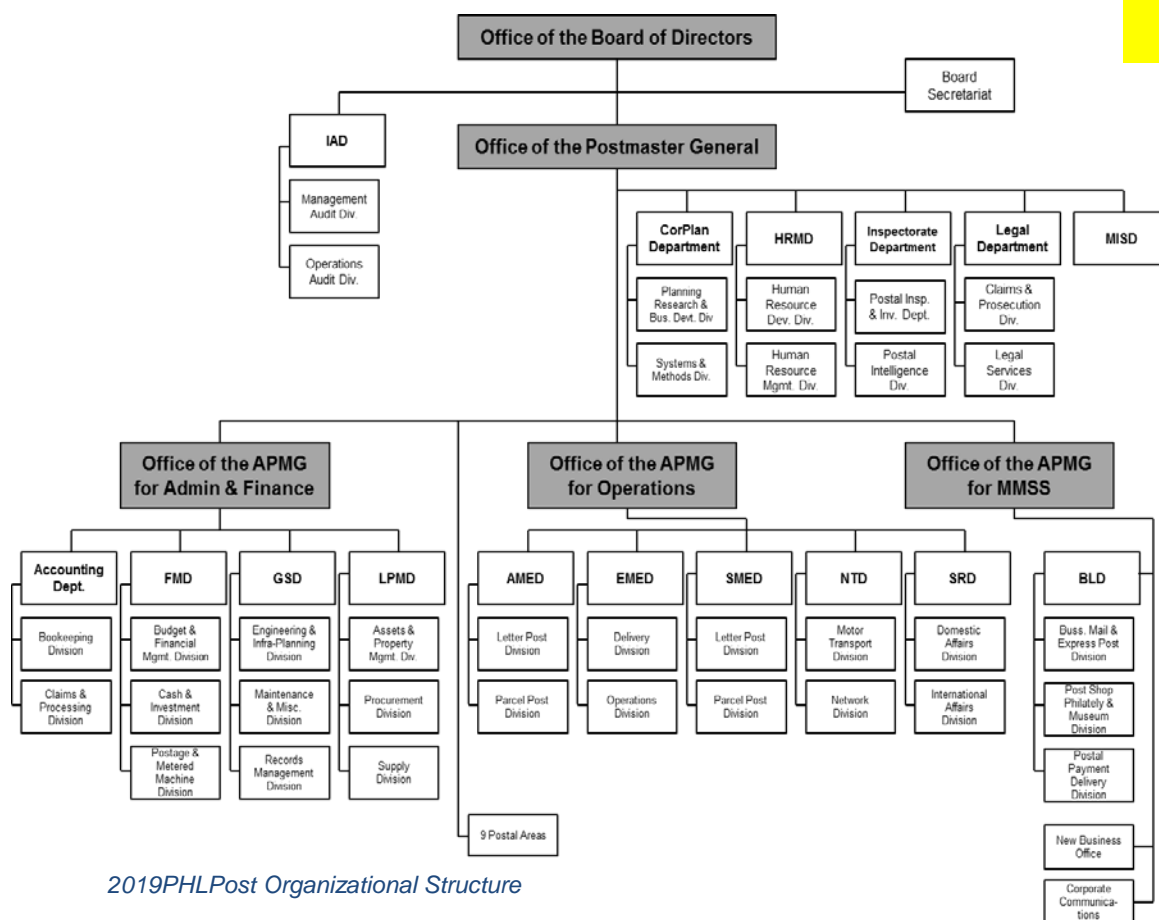 Office of the Board of Directors
Board
Secretariat
IAD
Office of the Postmaster General
Management
Audit Div.
Operations
Audit Div.
CorPlan
Department
HRMD
Inspectorate
Department
Legal
Department
MISD
Planning
Research &
Bus. Devt. Div
Human
Resource
Dev. Div.
Postal Insp.
& Inv. Dept.
Claims &
Prosecution
Div.
Systems &
Methods Div.
Human
Resource
Mgmt. Div.
Postal
Intelligence
Div.
Legal
Services
Div.
Office of the APMG
for Admin & Finance
Office of the APMG
for Operations
Office of the APMG
for MMSS
Accounting
Dept.
FMD
GSD
LPMD
AMED
EMED
SMED
NTD
SRD
BLD
Bookeeping
Division
Budget &
Financial
Mgmt. Division
Engineering &
Infra-Planning
Division
Assets &
Property
Mgmt. Div.
Letter Post
Division
Delivery
Division
Letter Post
Division
Motor
Transport
Division
Domestic
Affairs
Division
Buss. Mail &
Express Post
Division
Claims &
Processing
Division
Cash &
Investment
Division
Maintenance
& Misc.
Division
Procurement
Division
Parcel Post
Division
Operations
Division
Parcel Post
Division
Network
Division
International
Affairs
Division
Post Shop
Philately &
Museum
Division
Postage &
Metered
Machine
Division
Records
Management
Division
Supply
Division
Postal
Payment
Delivery
Division
9 Postal Areas
New Business
Office
Corporate
Communica-
tions
2019PHLPost Organizational Structure